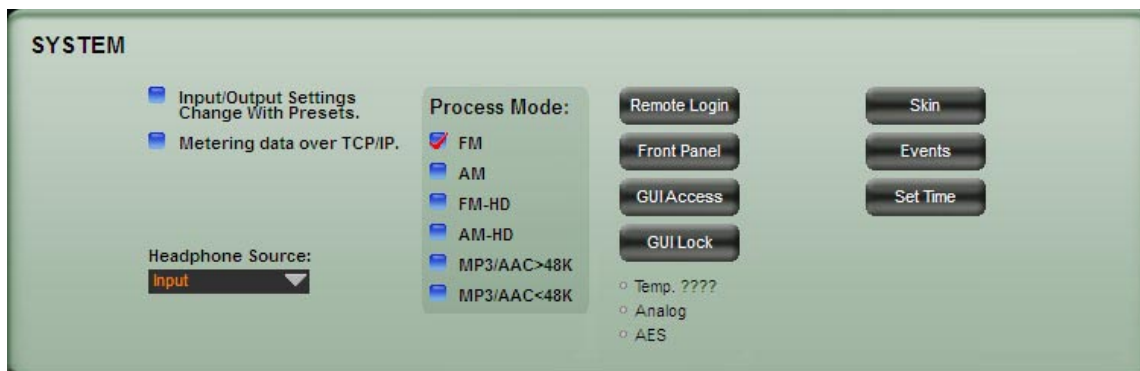 SYSTEM
Input/Output Settings
Change With Presets.
Metering data over TCP/IP.
Headphone Source:
Input
Process Mode:
FM
AM
FM-HD
AM-HD
MP3/AAC>48K
MP3/AAC<48K
Remote Login
Front Panel
GUI Access
GUI Lock
Temp. ????
Analog
AES
Skin
Events
Set Time